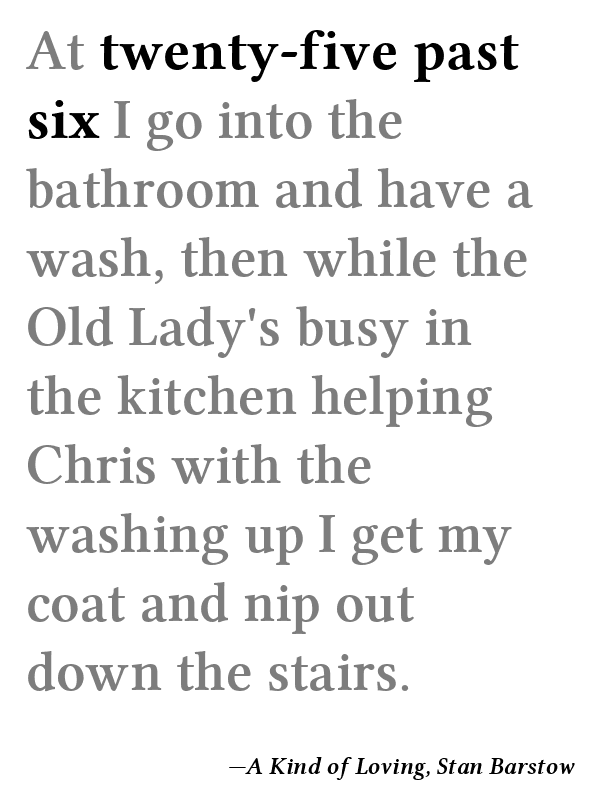 At twenty-five past
six I go into the
bathroom and have a
wash, then while the
Old Lady's busy in
the kitchen helping
Chris with the
washing up I get my
coat and nip out
down the stairs.
—A Kind of Loving, Stan Barstow